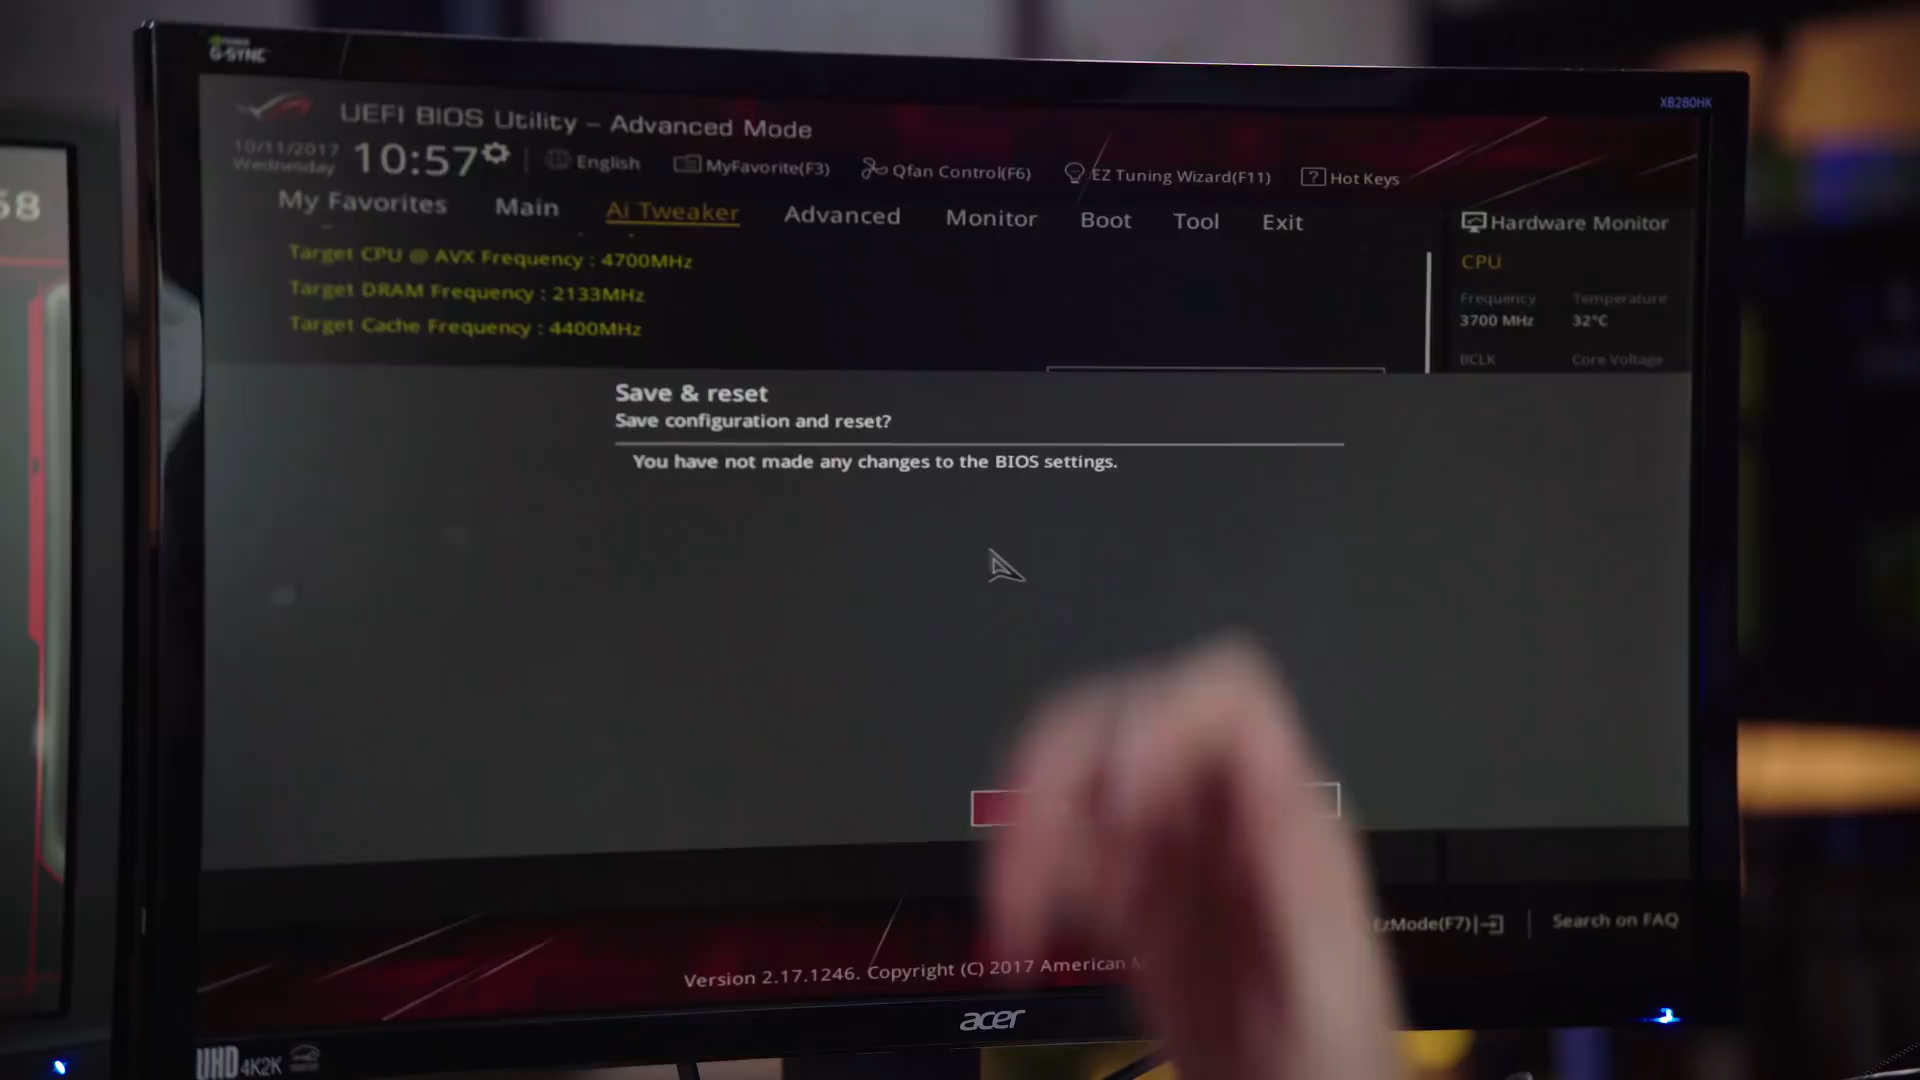 G-SYNC
XB280HK
UEFI BIOS Utility – Advanced Mode
10/11/2017
Wednesday
10:57
English
MyFavorite(F3)
Qfan Control(F6)
EZ Tuning Wizard(F11)
? Hot Keys
My Favorites
Main
Ai Tweaker
Advanced
Monitor
Boot
Tool
Exit
Hardware Monitor
Target CPU @ AVX Frequency : 4700MHz
Target DRAM Frequency : 2133MHz
Target Cache Frequency : 4400MHz
CPU
Frequency
Temperature
3700 MHz
32°C
BCLK
Core Voltage
58
Save & reset
Save configuration and reset?
You have not made any changes to the BIOS settings.
EzMode(F7)
Search on FAQ
Version 2.17.1246. Copyright (C) 2017 American
acer
UHD 4K2K